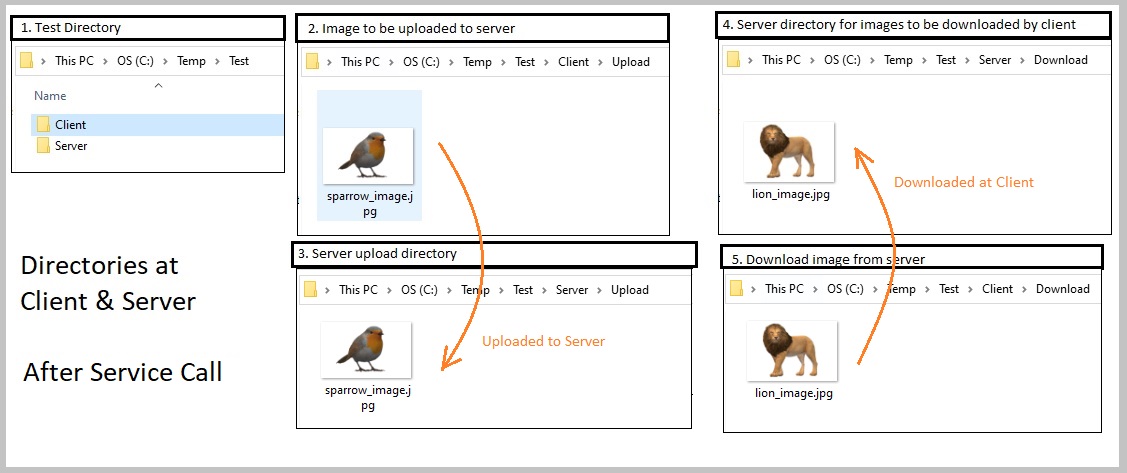 1. Test Directory
This PC > OS (C:) > Temp > Test
Name
Client
Server
2. Image to be uploaded to server
This PC > OS (C:) > Temp > Test > Client > Upload
sparrow_image.j
pg
3. Server upload directory
This PC > OS (C:) > Temp > Test > Server > Upload
sparrow_image.j
pg
Uploaded to Server
4. Server directory for images to be downloaded by client
This PC > OS (C:) > Temp > Test > Server > Download
lion_image.jpg
Downloaded at Client
5. Download image from server
This PC > OS (C:) > Temp > Test > Client > Download
lion_image.jpg
Directories at
Client & Server
After Service Call